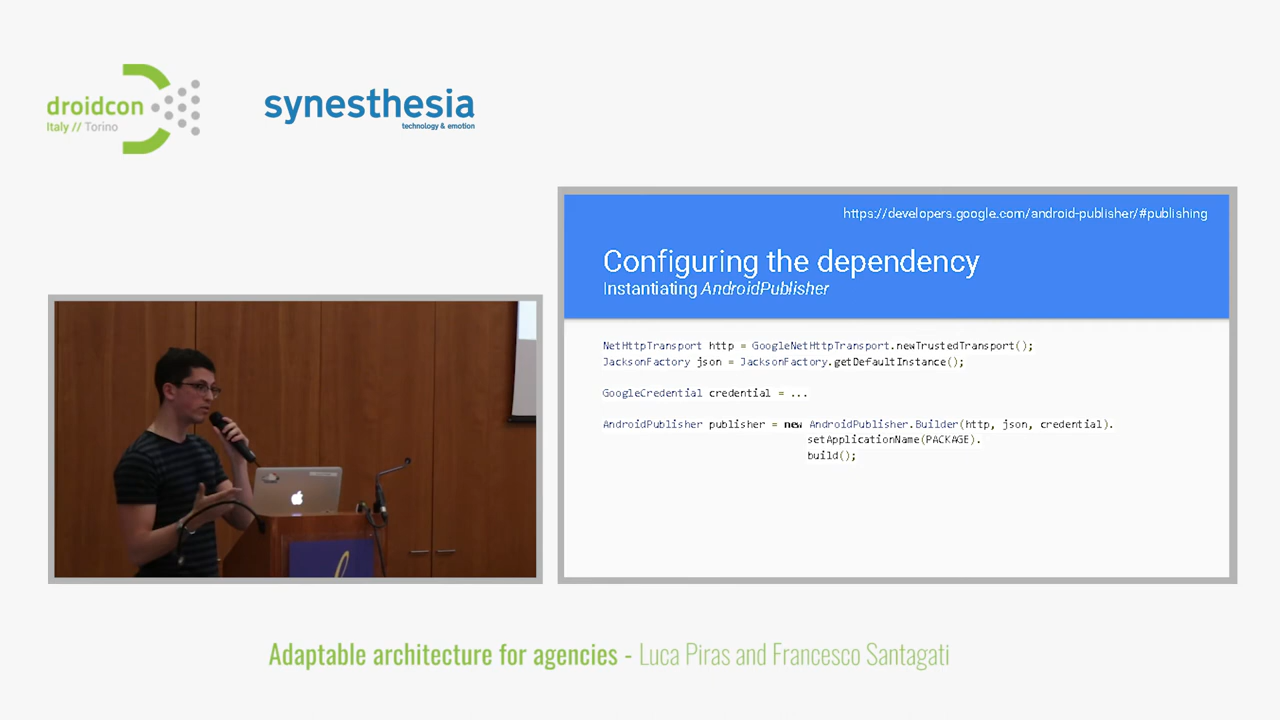 droidcon
Italy // Torino
synesthesia
technology & emotion
https://developers.google.com/android-publisher/#publishing
Configuring the dependency
Instantiating AndroidPublisher
NetHttpTransport http = GoogleNetHttpTransport.newTrustedTransport();
JacksonFactory json = JacksonFactory.getDefaultInstance();
GoogleCredential credential = ...
AndroidPublisher publisher = new AndroidPublisher.Builder(http, json, credential).
setApplicationName(PACKAGE).
build();
Adaptable architecture for agencies - Luca Piras and Francesco Santagati